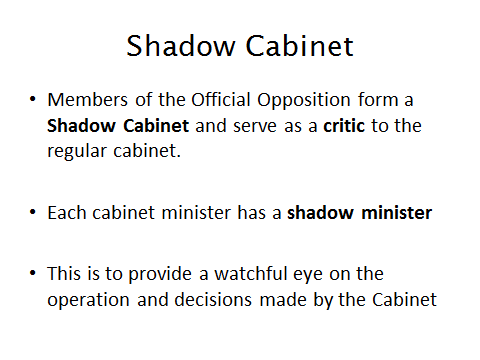 Shadow Cabinet
• Members of the Official Opposition form a
Shadow Cabinet and serve as a critic to the
regular cabinet.
• Each cabinet minister has a shadow minister
• This is to provide a watchful eye on the
operation and decisions made by the Cabinet